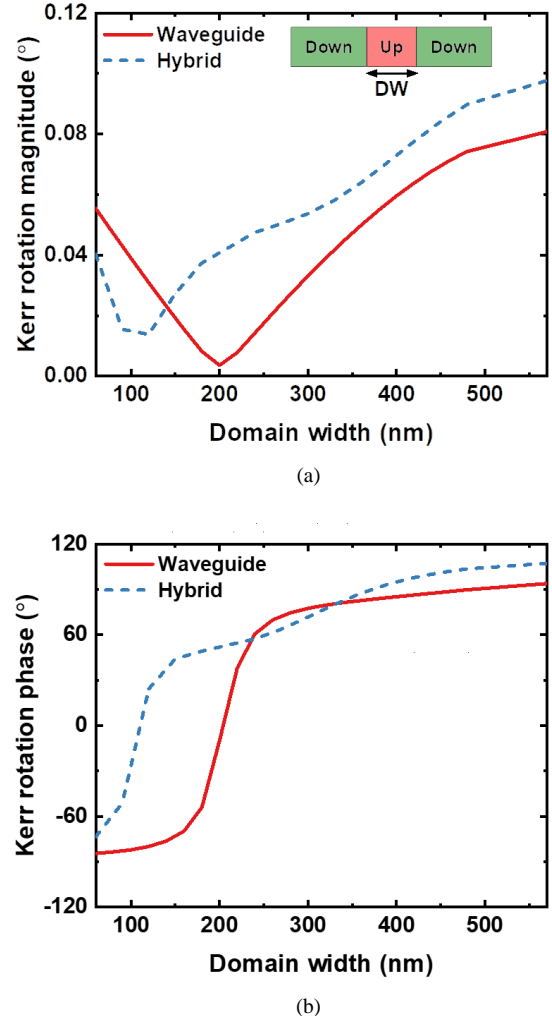 Waveguide
Hybrid
Down Up Down
DW
0.12
0.08
0.04
0.00
Kerr rotation magnitude (°)
100 200 300 400 500
Domain width (nm)
(a)
Waveguide
Hybrid
120
60
0
-60
-120
Kerr rotation phase (°)
100 200 300 400 500
Domain width (nm)
(b)